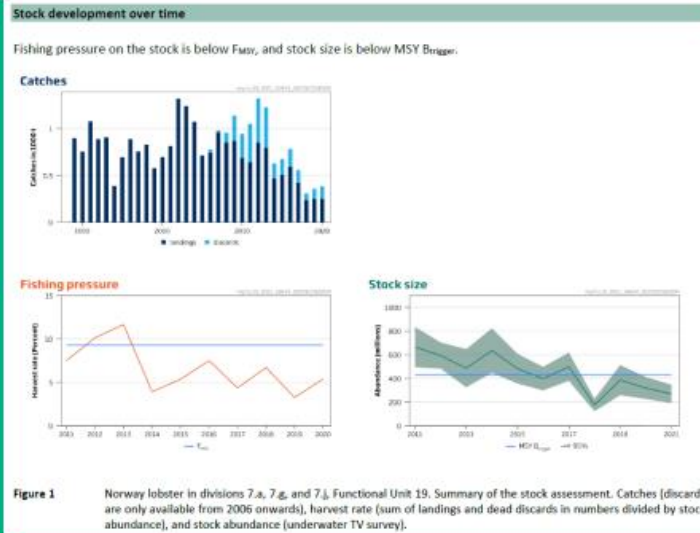 Stock development over time
Fishing pressure on the stock is below FMSY, and stock size is below MSY Btrigger.
Catches
Catches in 1000 t
1
0.5
0
1990 2000 2010 2020
Landings Discards
Fishing pressure
Harvest rate (Percent)
15
10
5
0
2011 2012 2013 2014 2015 2016 2017 2018 2019 2020
FMSY
Stock size
Abundance (millions)
1000
800
600
400
200
0
2011 2013 2015 2017 2019 2021
MSY Btrigger 95%
Figure 1
Norway lobster in divisions 7.a, 7.g, and 7.j, Functional Unit 19. Summary of the stock assessment. Catches (discard
are only available from 2006 onwards), harvest rate (sum of landings and dead discards in numbers divided by stoc
abundance), and stock abundance (underwater TV survey).